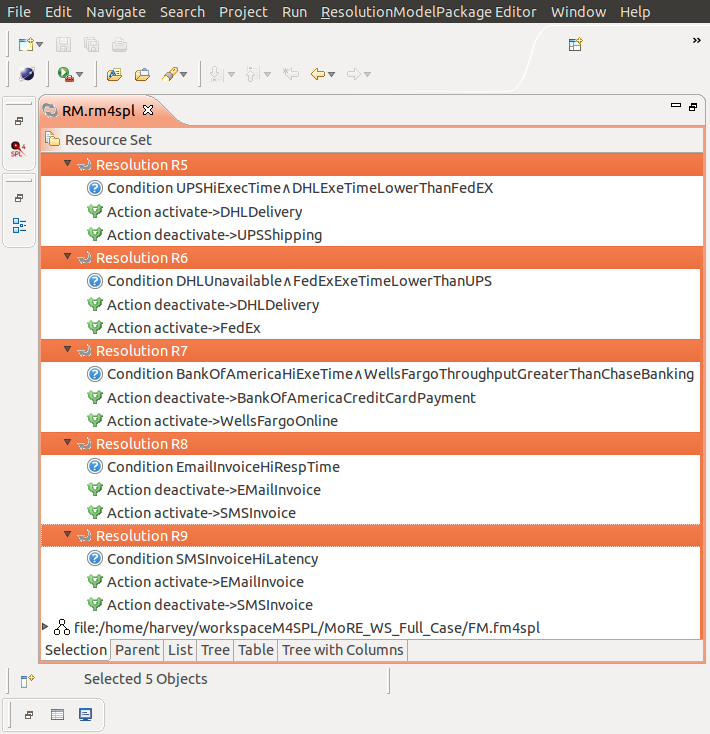 File Edit Navigate Search Project Run ResolutionModelPackage Editor Window Help
RM.rm4spl
Resource Set
Resolution R5
Condition UPSHiExecTime∧DHLExeTimeLowerThanFedEX
Action activate->DHLDelivery
Action deactivate->UPSShipping
Resolution R6
Condition DHLUnavailable∧FedExExeTimeLowerThanUPS
Action deactivate->DHLDelivery
Action activate->FedEx
Resolution R7
Condition BankOfAmericaHiExeTime∧WellsFargoThroughputGreaterThanChaseBanking
Action deactivate->BankOfAmericaCreditCardPayment
Action activate->WellsFargoOnline
Resolution R8
Condition EmailInvoiceHiRespTime
Action deactivate->EMailInvoice
Action activate->SMSInvoice
Resolution R9
Condition SMSInvoiceHiLatency
Action activate->EMailInvoice
Action deactivate->SMSInvoice
file:/home/harvey/workspaceM4SPL/MoRE_WS_Full_Case/FM.fm4spl
Selection Parent List Tree Table Tree with Columns
Selected 5 Objects